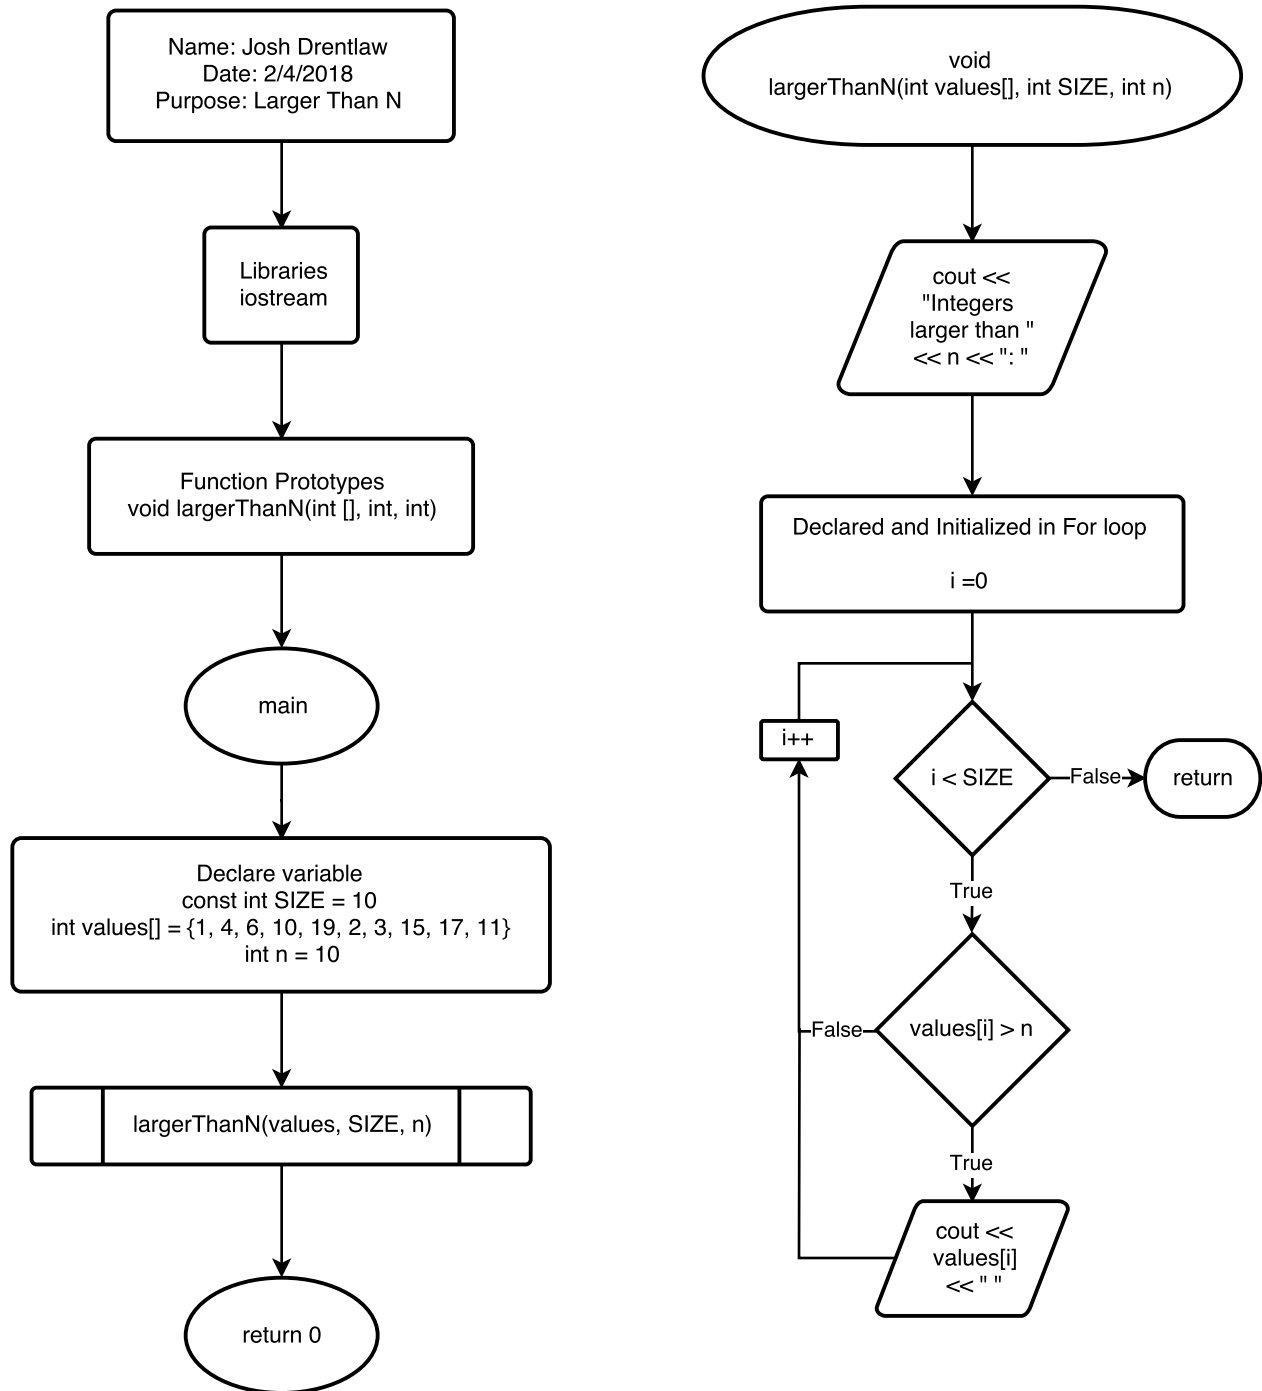 Name: Josh Drentlaw
Date: 2/4/2018
Purpose: Larger Than N
Libraries
iostream
Function Prototypes
void largerThanN(int [], int, int)
main
Declare variable
const int SIZE = 10
int values[] = {1, 4, 6, 10, 19, 2, 3, 15, 17, 11}
int n = 10
largerThanN(values, SIZE, n)
return 0
void
largerThanN(int values[], int SIZE, int n)
cout <<
"Integers
larger than "
<< n << ": "
Declared and Initialized in For loop
i =0
i++
i < SIZE
False
return
True
values[i] > n
False
True
cout <<
values[i]
<< " "